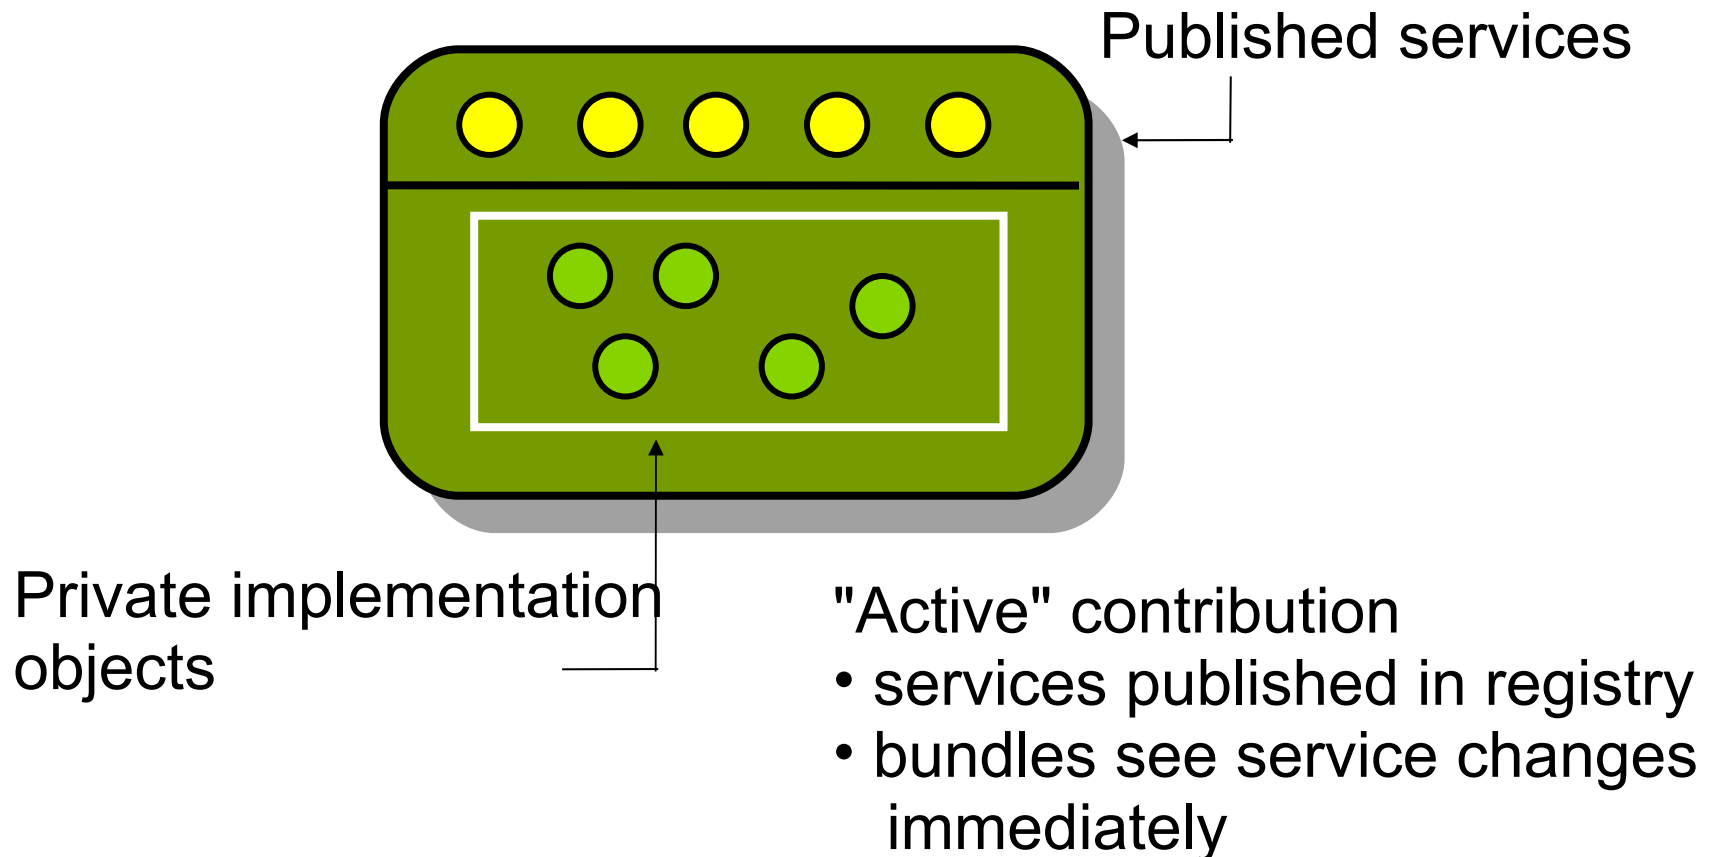 Published services
Private implementation
objects
"Active" contribution
• services published in registry
• bundles see service changes
immediately